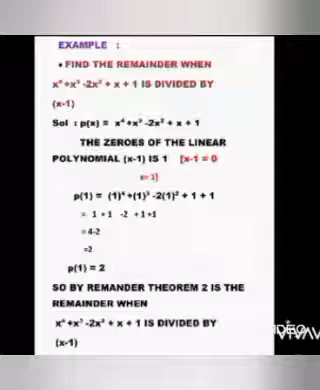 EXAMPLE :
• FIND THE REMAINDER WHEN
x⁴+x³ -2x² + x + 1 IS DIVIDED BY
(x-1)
Sol : p(x) = x⁴+x³ -2x² + x + 1
THE ZEROES OF THE LINEAR
POLYNOMIAL (x-1) IS 1 [x-1 = 0
x= 1]
p(1) = (1)⁴ +(1)³ -2(1)² + 1 + 1
= 1 + 1 -2 +1 +1
= 4-2
=2
p(1) = 2
SO BY REMANDER THEOREM 2 IS THE
REMAINDER WHEN
x⁴ +x³ -2x² + x + 1 IS DIVIDED BY
(x-1)